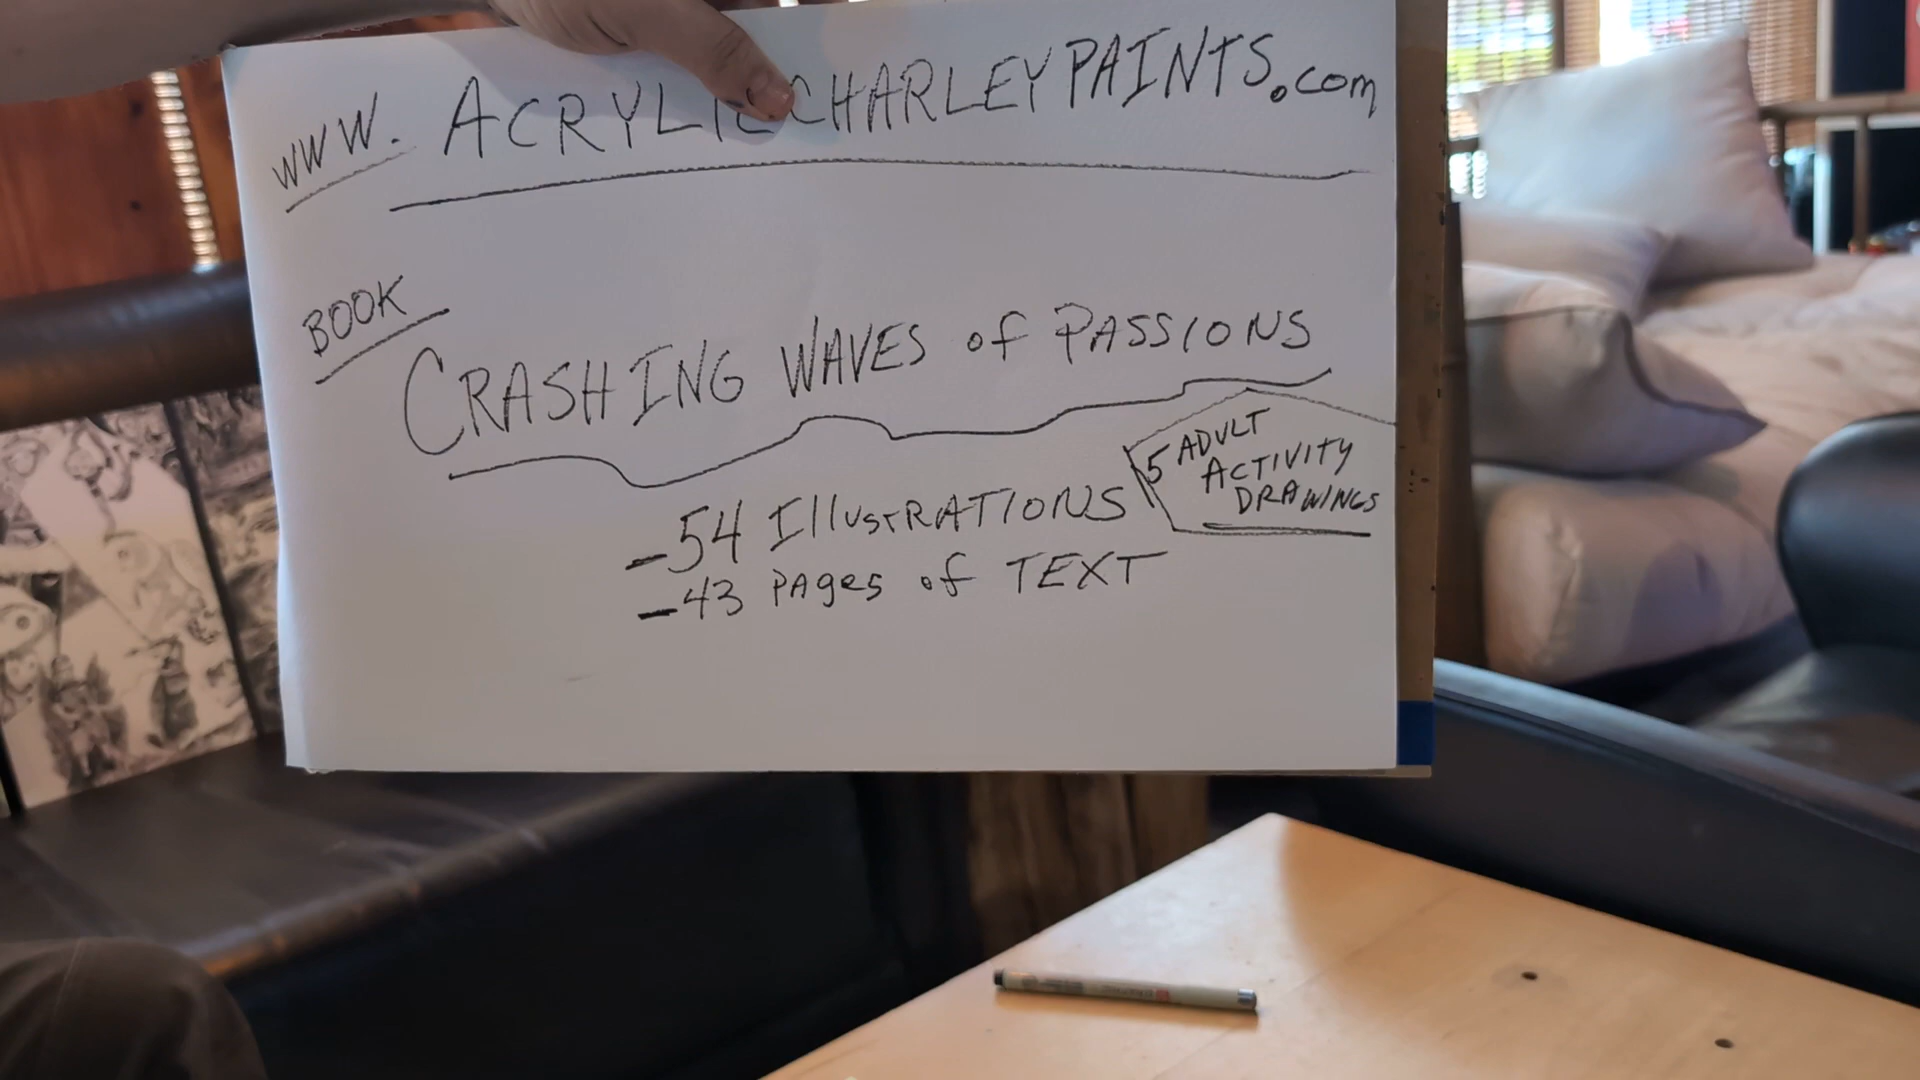 www. ACRYLICCHARLEYPAINTS.com
BOOK
CRASHING WAVES of PASSIONS
-54 IllusTRATIONS
5 ADULT
ACTIVITY
DRAWINGS
-43 PAges of TEXT